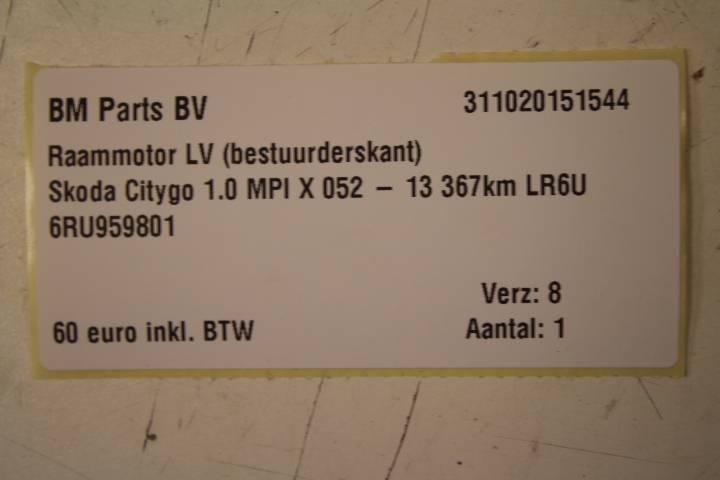 BM Parts BV 311020151544
Raammotor LV (bestuurderskant)
Skoda Citygo 1.0 MPI X 052 – 13 367km LR6U
6RU959801
Verz: 8
60 euro inkl. BTW Aantal: 1